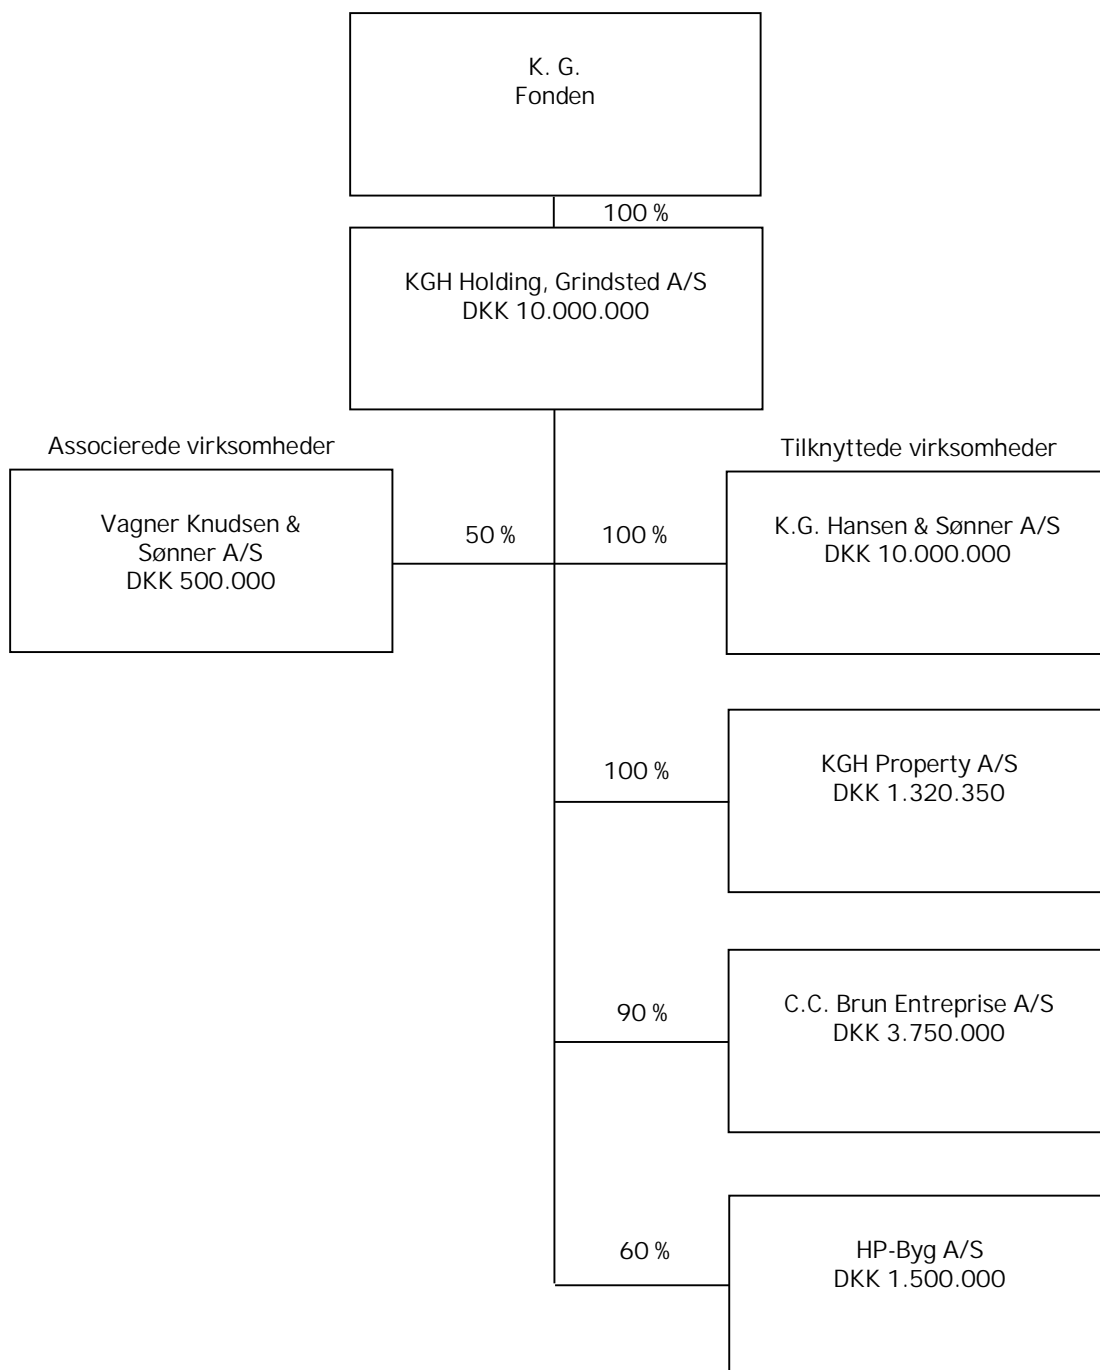 K. G.
Fonden
100 %
KGH Holding, Grindsted A/S
DKK 10.000.000
Associerede virksomheder
Tilknyttede virksomheder
Vagner Knudsen &
Sønner A/S
DKK 500.000
50 %
100 %
K.G. Hansen & Sønner A/S
DKK 10.000.000
100 %
KGH Property A/S
DKK 1.320.350
90 %
C.C. Brun Entreprise A/S
DKK 3.750.000
60 %
HP-Byg A/S
DKK 1.500.000